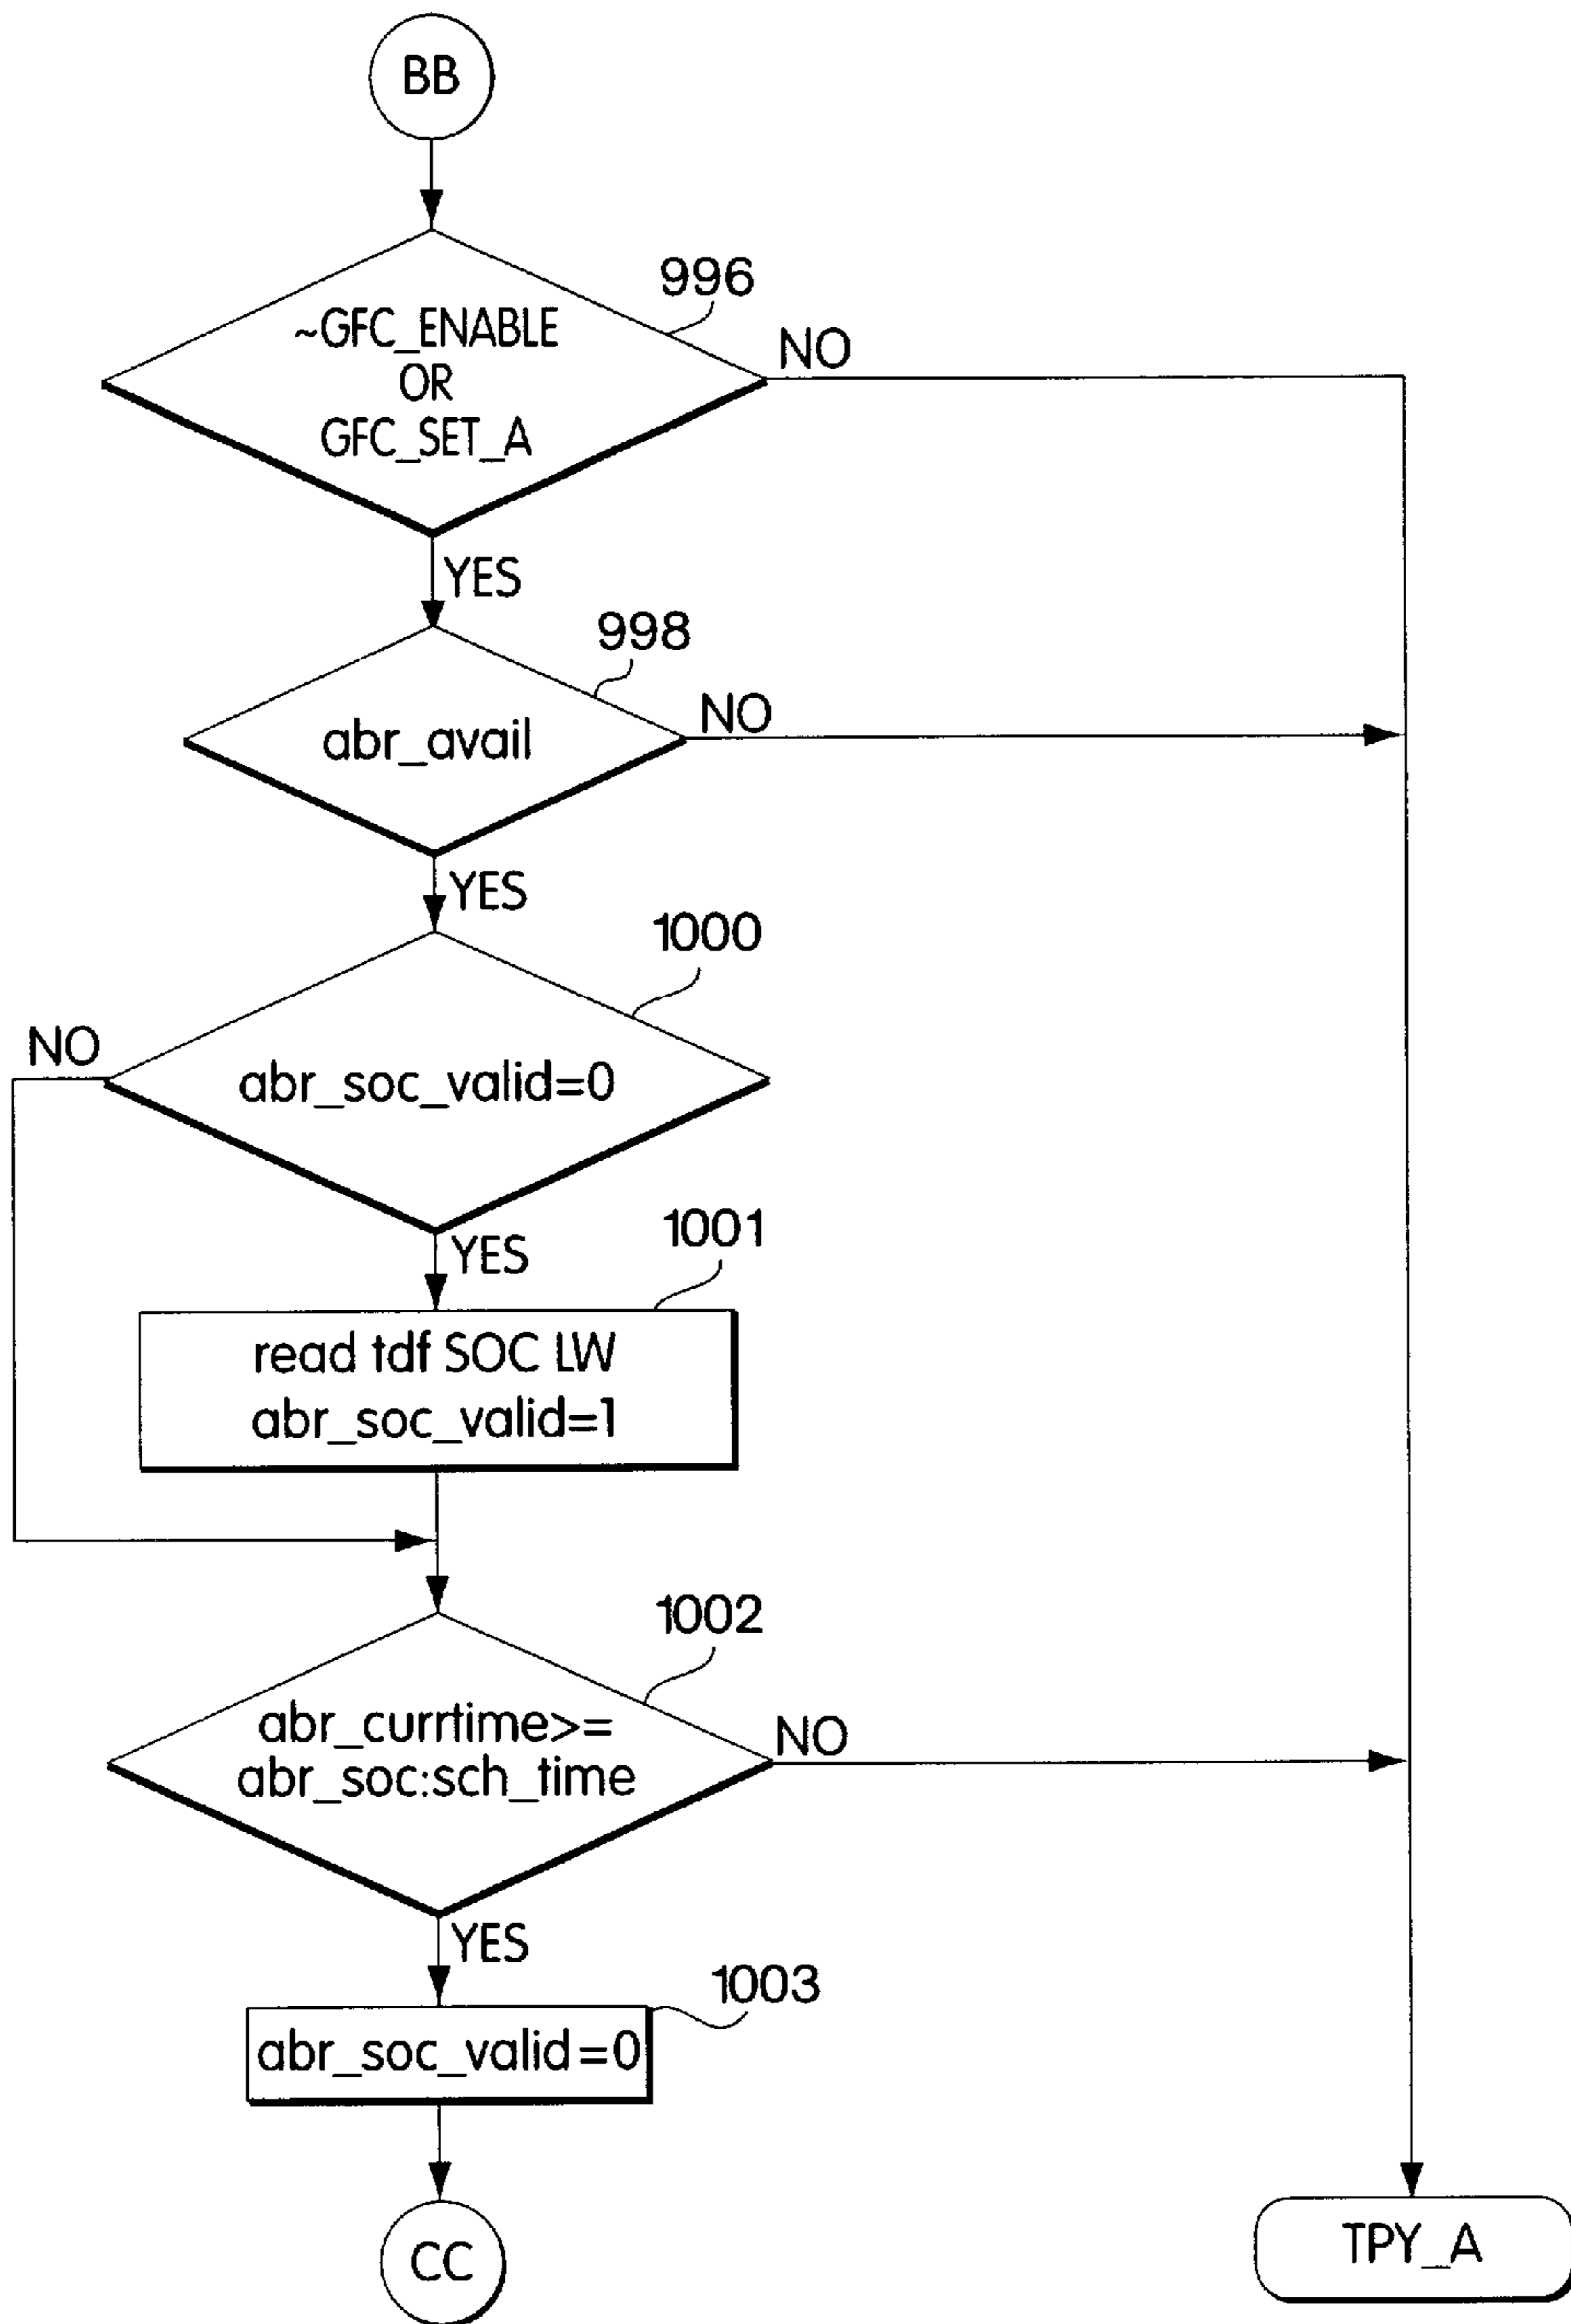 BB
996
~GFC_ENABLE
OR
GFC_SET_A
NO
YES
998
abr_avail
NO
YES
1000
NO
abr_soc_valid=0
YES
1001
read tdf SOC LW
abr_soc_valid=1
1002
abr_currtime>=
abr_soc:sch_time
NO
YES
1003
abr_soc_valid=0
CC
TPY_A